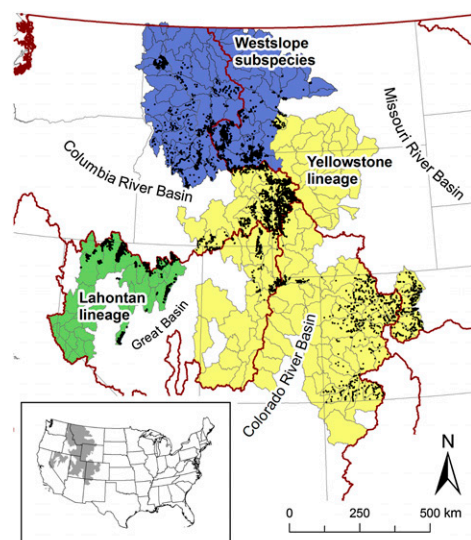 Westslope
subspecies
Missouri River Basin
Columbia River Basin
Yellowstone
lineage
Lahontan
lineage
Great Basin
Colorado River Basin
N
0 250 500 km